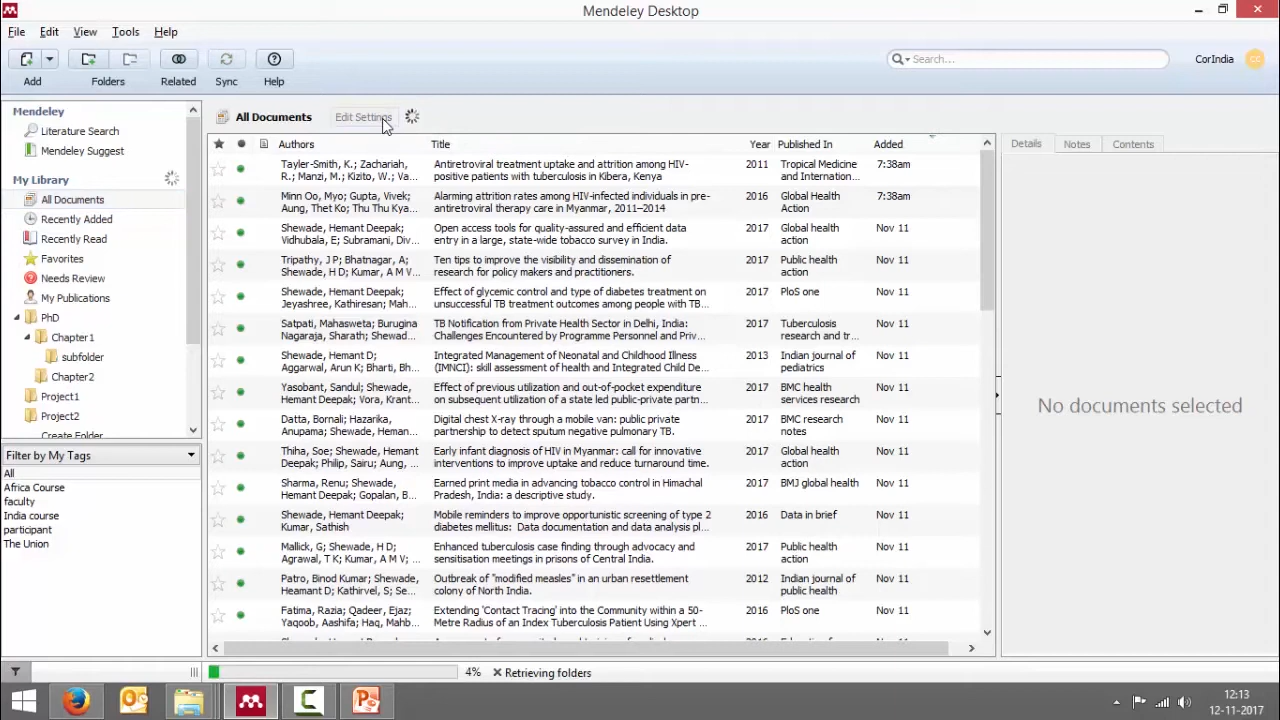 Mendeley Desktop
File Edit View Tools Help
Search...
CorIndia
CC
Add Folders Related Sync Help
Mendeley
Literature Search
Mendeley Suggest
My Library
All Documents
Recently Added
Recently Read
Favorites
Needs Review
My Publications
PhD
Chapter1
subfolder
Chapter2
Project1
Project2
Create Folder
Filter by My Tags
All
Africa Course
faculty
India course
participant
The Union
All Documents Edit Settings
Authors Title Year Published In Added
Tayler-Smith, K.; Zachariah, Antiretroviral treatment uptake and attrition among HIV- 2011 Tropical Medicine 7:38am
R.; Manzi, M.; Kizito, W.; Va... positive patients with tuberculosis in Kibera, Kenya and Internation...
Minn Oo, Myo; Gupta, Vivek; Alarming attrition rates among HIV-infected individuals in pre- 2016 Global Health 7:38am
Aung, Thet Ko; Thu Thu Kya... antiretroviral therapy care in Myanmar, 2011–2014 Action
Shewade, Hemant Deepak; Open access tools for quality-assured and efficient data 2017 Global health Nov 11
Vidhubala, E; Subramani, Div... entry in a large, state-wide tobacco survey in India. action
Tripathy, J P; Bhatnagar, A; Ten tips to improve the visibility and dissemination of 2017 Public health Nov 11
Shewade, H D; Kumar, A M V... research for policy makers and practitioners. action
Shewade, Hemant Deepak; Effect of glycemic control and type of diabetes treatment on 2017 PloS one Nov 11
Jeyashree, Kathiresan; Mah... unsuccessful TB treatment outcomes among people with TB...
Satpati, Mahasweta; Burugina TB Notification from Private Health Sector in Delhi, India: 2017 Tuberculosis Nov 11
Nagaraja, Sharath; Shewad... Challenges Encountered by Programme Personnel and Priv... research and tr...
Shewade, Hemant D; Integrated Management of Neonatal and Childhood Illness 2013 Indian journal of Nov 11
Aggarwal, Arun K; Bharti, Bh... (IMNCI): skill assessment of health and Integrated Child De... pediatrics
Yasobant, Sandul; Shewade, Effect of previous utilization and out-of-pocket expenditure 2017 BMC health Nov 11
Hemant Deepak; Vora, Krant... on subsequent utilization of a state led public-private partn... services research
Datta, Bornali; Hazarika, Digital chest X-ray through a mobile van: public private 2017 BMC research Nov 11
Anupama; Shewade, Heman... partnership to detect sputum negative pulmonary TB. notes
Thiha, Soe; Shewade, Hemant Early infant diagnosis of HIV in Myanmar: call for innovative 2017 Global health Nov 11
Deepak; Philip, Sairu; Aung, ... interventions to improve uptake and reduce turnaround time. action
Sharma, Renu; Shewade, Earned print media in advancing tobacco control in Himachal 2017 BMJ global health Nov 11
Hemant Deepak; Gopalan, B... Pradesh, India: a descriptive study.
Shewade, Hemant Deepak; Mobile reminders to improve opportunistic screening of type 2 2016 Data in brief Nov 11
Kumar, Sathish diabetes mellitus: Data documentation and data analysis pl...
Mallick, G; Shewade, H D; Enhanced tuberculosis case finding through advocacy and 2017 Public health Nov 11
Agrawal, T K; Kumar, A M V; ... sensitisation meetings in prisons of Central India. action
Patro, Binod Kumar; Shewade, Outbreak of "modified measles" in an urban resettlement 2012 Indian journal of Nov 11
Heamant D; Kathirvel, S; Se... colony of North India. public health
Fatima, Razia; Qadeer, Ejaz; Extending 'Contact Tracing' into the Community within a 50- 2016 PloS one Nov 11
Yaqoob, Aashifa; Haq, Mahb... Metre Radius of an Index Tuberculosis Patient Using Xpert ...
Details Notes Contents
No documents selected
4% Retrieving folders
12:13
12-11-2017